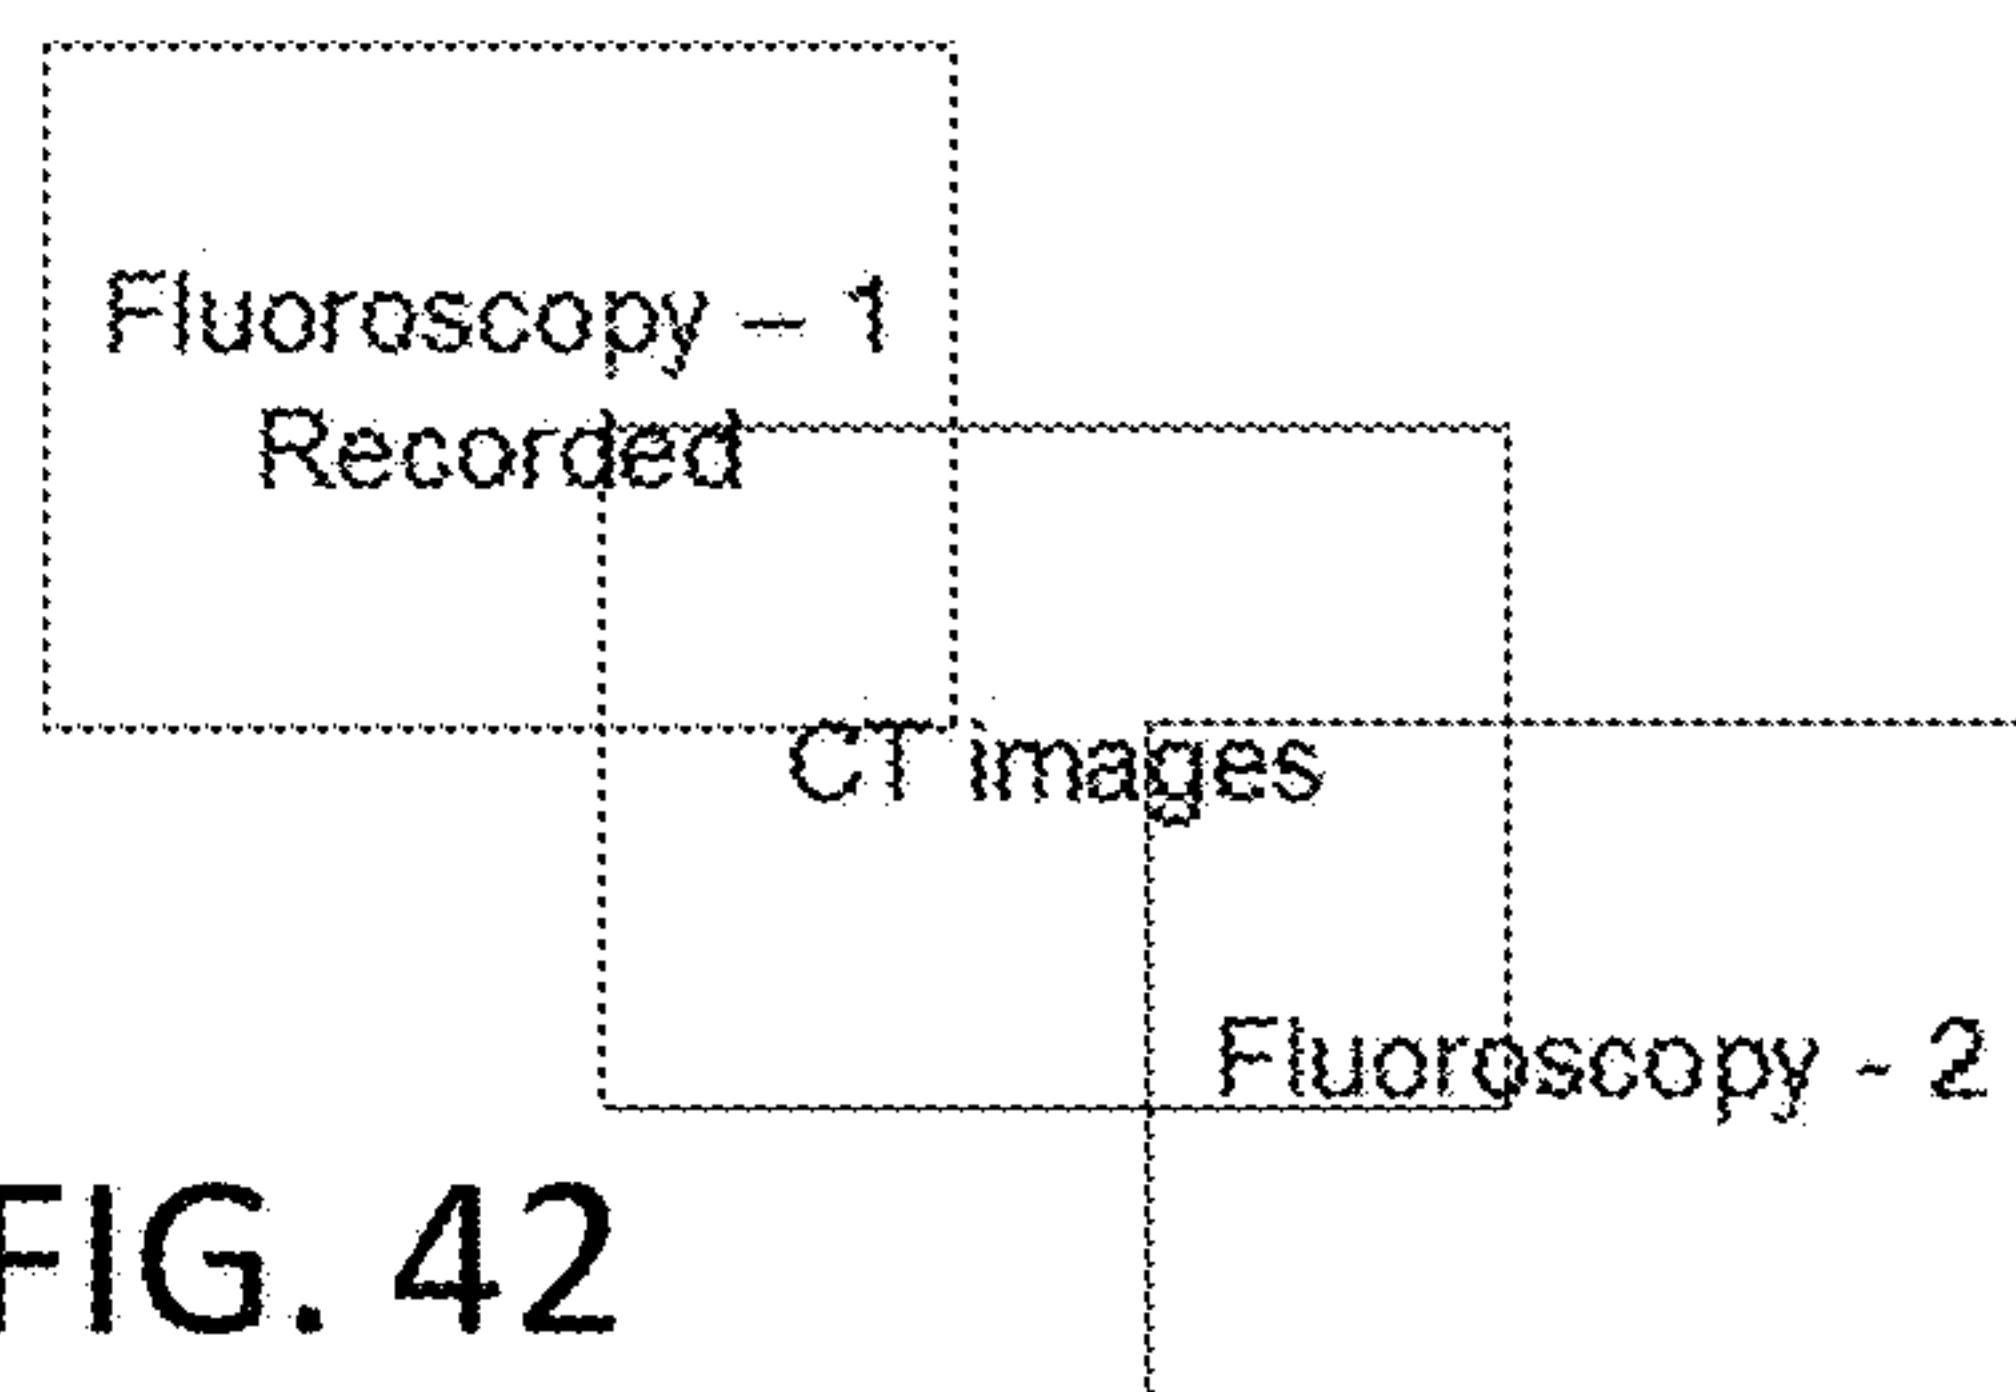 Fluoroscopy – 1
Recorded
CT images
Fluoroscopy - 2
FIG. 42